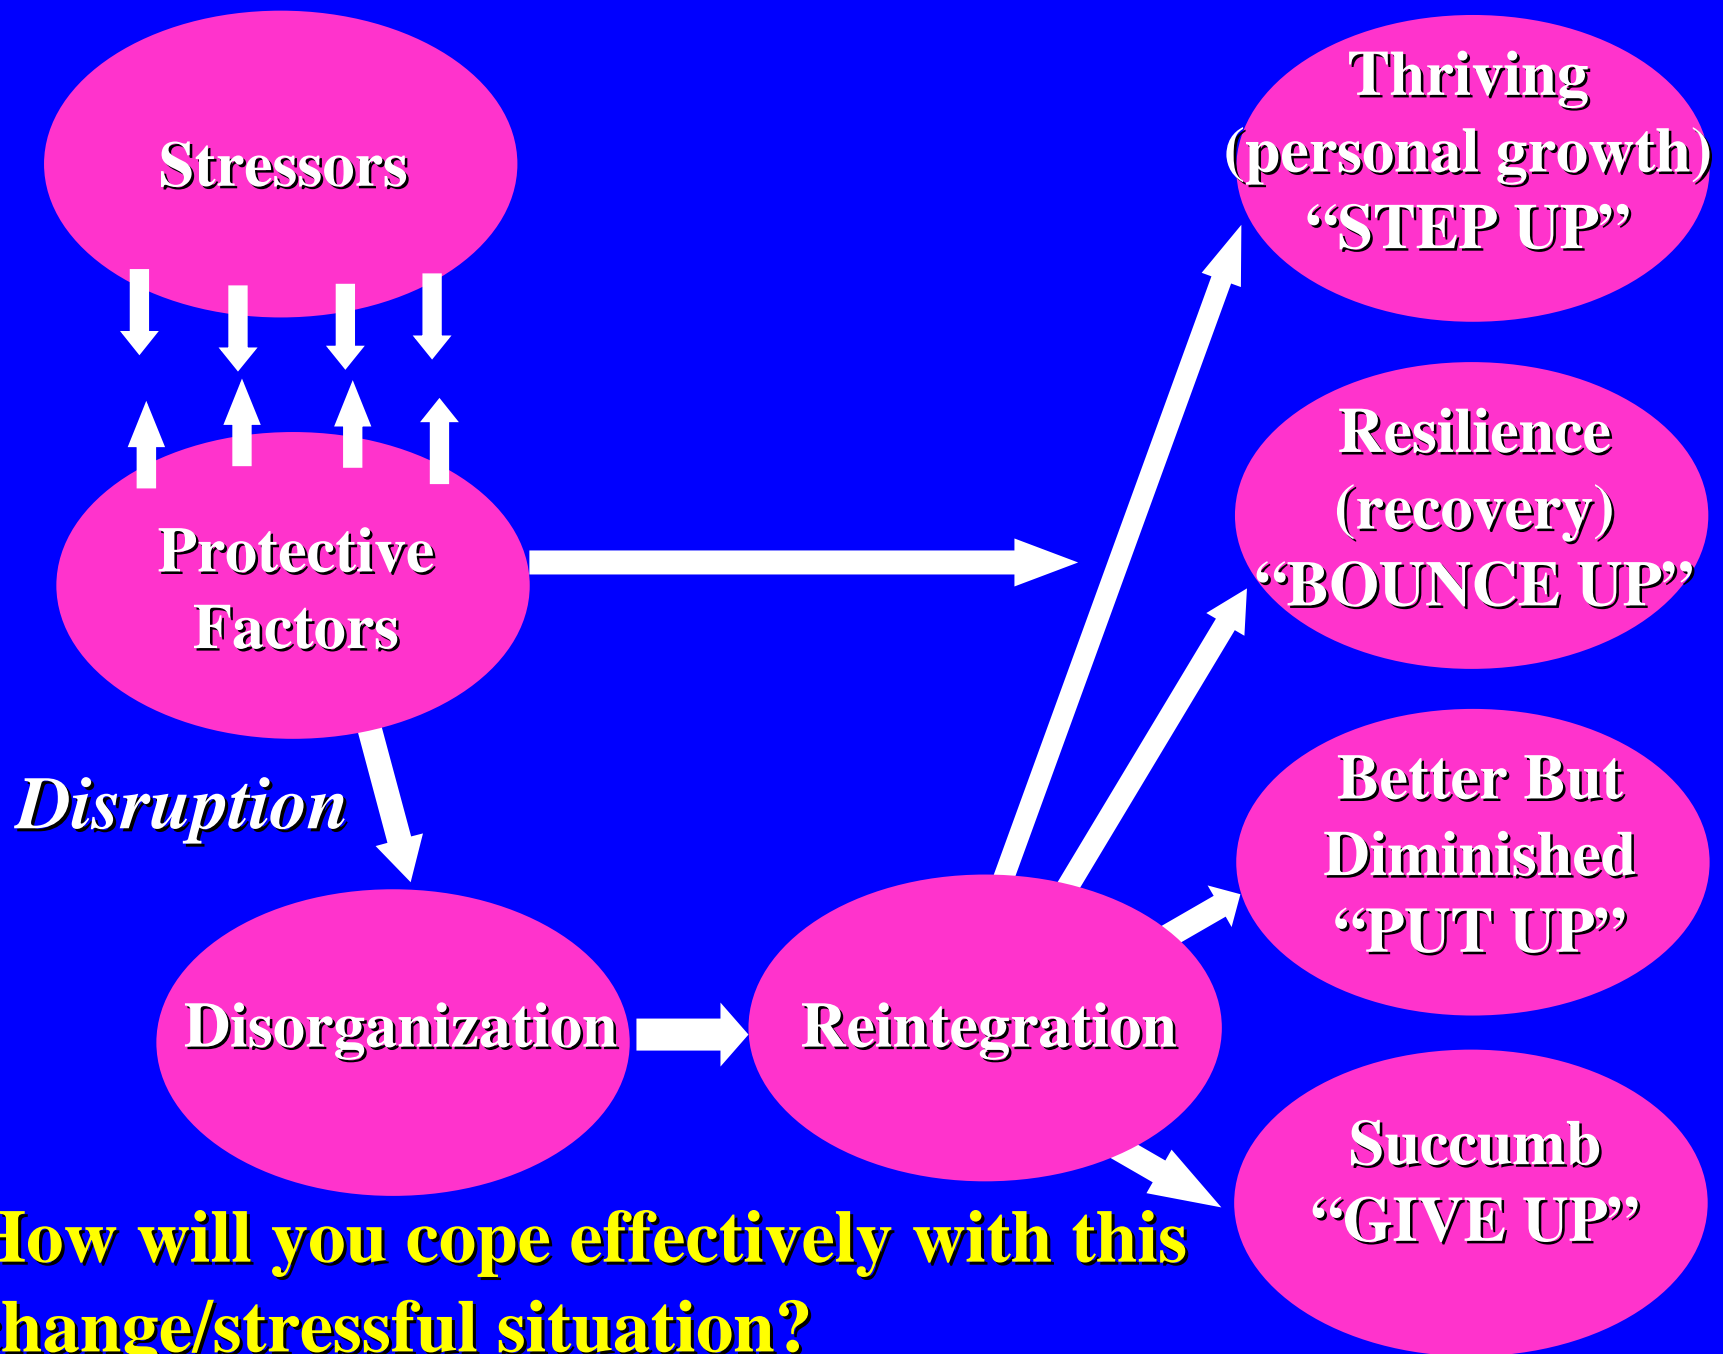 Stressors
Protective
Factors
Disruption
Disorganization
Reintegration
Thriving
(personal growth)
“STEP UP”
Resilience
(recovery)
“BOUNCE UP”
Better But
Diminished
“PUT UP”
Succumb
“GIVE UP”
How will you cope effectively with this
hange/stressful situation?